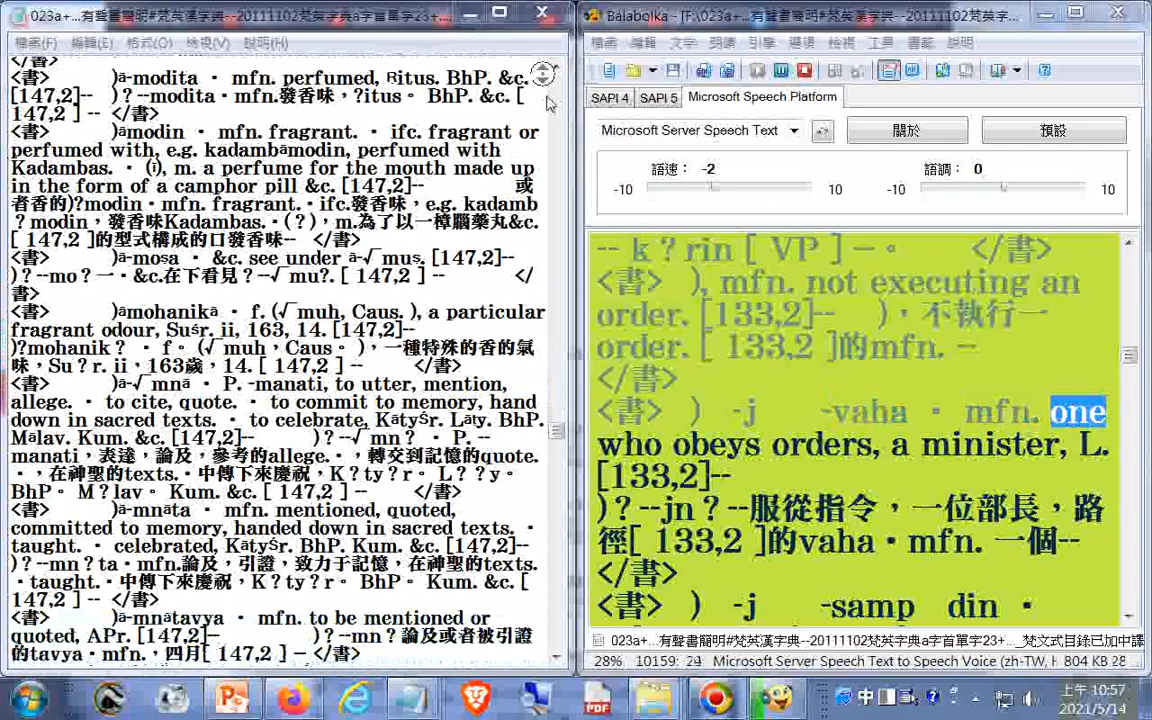 023a+...有聲書簡明#梵英漢字典--20111102梵英字典a字首單字23+...
檔案(F) 編輯(E) 格式(O) 檢視(V) 說明(H)
</書>
<書> )ā-modita · mfn. perfumed, Ritus. BhP. &c.
[147,2]-- )? --modita · mfn.發香味，?itus。 BhP. &c. [
147,2 ] -- </書>
<書> )āmodin · mfn. fragrant. · ifc. fragrant or
perfumed with, e.g. kadambāmodin, perfumed with
Kadambas. · (ī), m. a perfume for the mouth made up
in the form of a camphor pill &c. [147,2]-- 或
者香的)?modin · mfn. fragrant. · ifc.發香味，e.g. kadamb
? modin，發香味Kadambas. · (?)，m.為了以一樟腦藥丸&c.
[ 147,2 ]的型式構成的口發香味-- </書>
<書> )ā-moṣa · &c. see under ā-√ muṣ. [147,2]--
)? --mo? 一 · &c.在下看見? --√ mu?. [ 147,2 ] -- </
書>
<書> )āmohanikā · f. (√ muh, Caus. ), a particular
fragrant odour, Suśr. ii, 163, 14. [147,2]--
)?mohanik ? · f。(√ muh，Caus。)，一種特殊的香的氣
味，Su ? r. ii，163歲，14. [ 147,2 ] -- </書>
<書> )ā-√ mnā · P. -manati, to utter, mention,
allege. · to cite, quote. · to commit to memory, hand
down in sacred texts. · to celebrate, KātyŚr. Lāṭy. BhP.
Mālav. Kum. &c. [147,2]-- )? --√ mn ? · P. --
manati，表達，論及，參考的allege. · ，轉交到記憶的quote.
· ，在神聖的texts. · 中傳下來慶祝，K ? ty ? r。 L ? ? y。
BhP。 M ? lav。 Kum. &c. [ 147,2 ] -- </書>
<書> )ā-mnāta · mfn. mentioned, quoted,
committed to memory, handed down in sacred texts. ·
taught. · celebrated, KātyŚr. BhP. Kum. &c. [147,2]--
)? --mn ? ta · mfn.論及，引證，致力于記憶，在神聖的texts.
· taught. · 中傳下來慶祝，K ? ty ? r。 BhP。 Kum. &c. [
147,2 ] -- </書>
<書> )ā-mnātavya · mfn. to be mentioned or
quoted, APr. [147,2]-- )? --mn ? 論及或者被引證
的tavya · mfn.，四月[ 147,2 ] -- </書>
Balabolka - [F:\023a+...有聲書簡明#梵英漢字典--20111102梵英字...
檔案 編輯 文字 朗讀 引擎 選項 檢視 工具 書籤 說明
SAPI 4 SAPI 5 Microsoft Speech Platform
Microsoft Server Speech Text 關於 預設
語速： -2 語調： 0
-10 10 -10 10
-- k ? rin [ VP ] -- 。 </書>
<書> ), mfn. not executing an
order. [133,2]-- )，不執行一
order. [ 133,2 ]的mfn. --
</書>
<書> ) -j -vaha · mfn. one
who obeys orders, a minister, L.
[133,2]--
)? --jn ? --服從指令，一位部長，路
徑[ 133,2 ]的vaha · mfn. 一個--
</書>
<書> ) -j -samp din ·
023a+...有聲書簡明#梵英漢字典--20111102梵英字典a字首單字23+... _梵文式目錄已加中譯
28% 10159: 24 Microsoft Server Speech Text to Speech Voice (zh-TW, H 804 KB 28
中
上午 10:57
2021/5/14